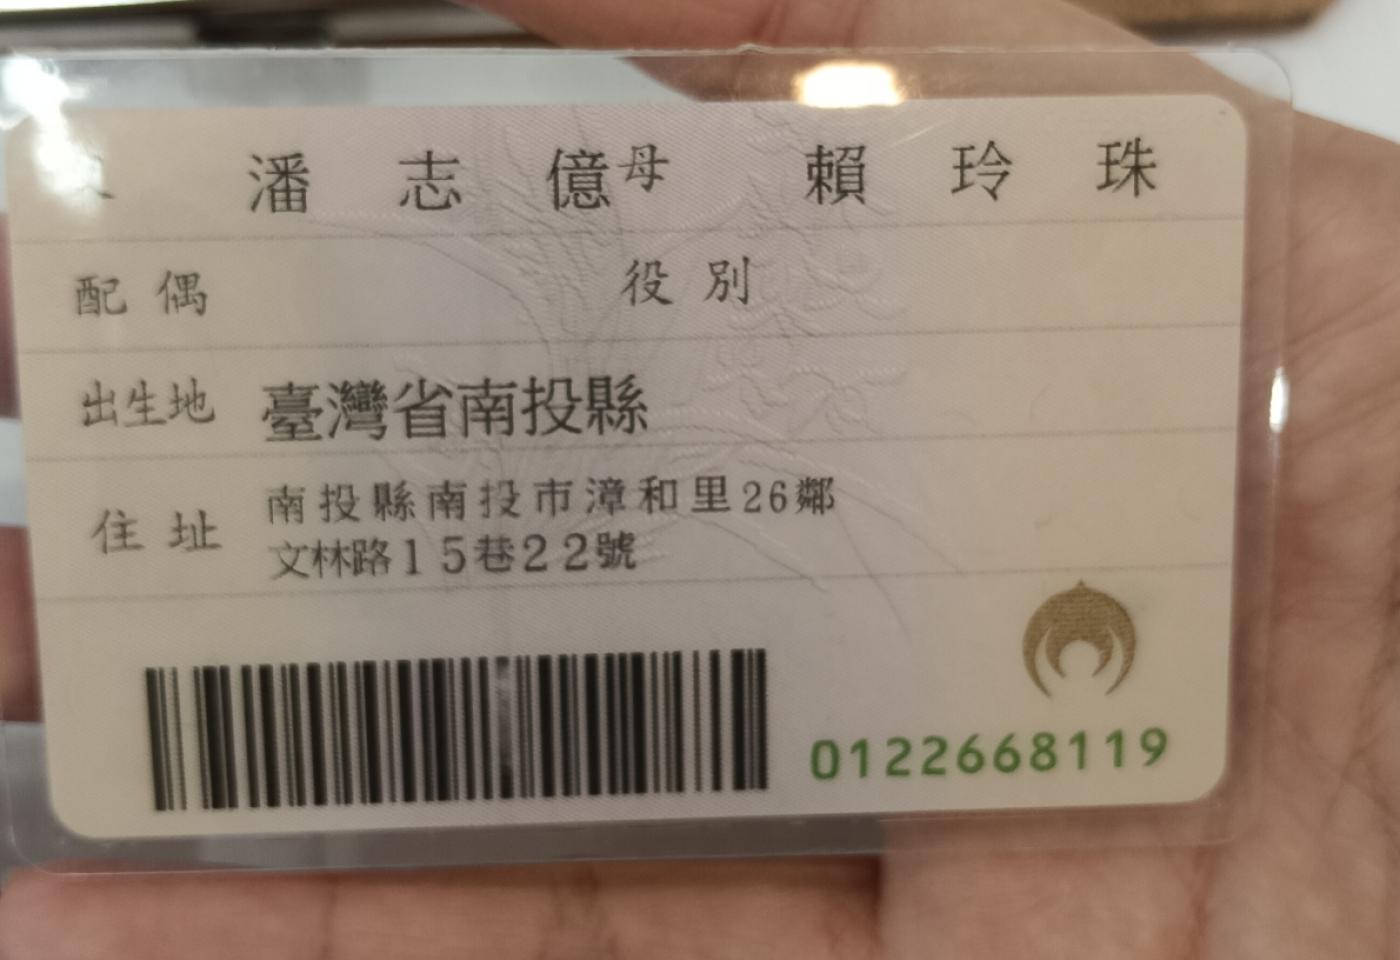 潘志億 母 賴玲珠
配偶 役別
出生地 臺灣省南投縣
住址 南投縣南投市漳和里26鄰
文林路15巷22號
0122668119